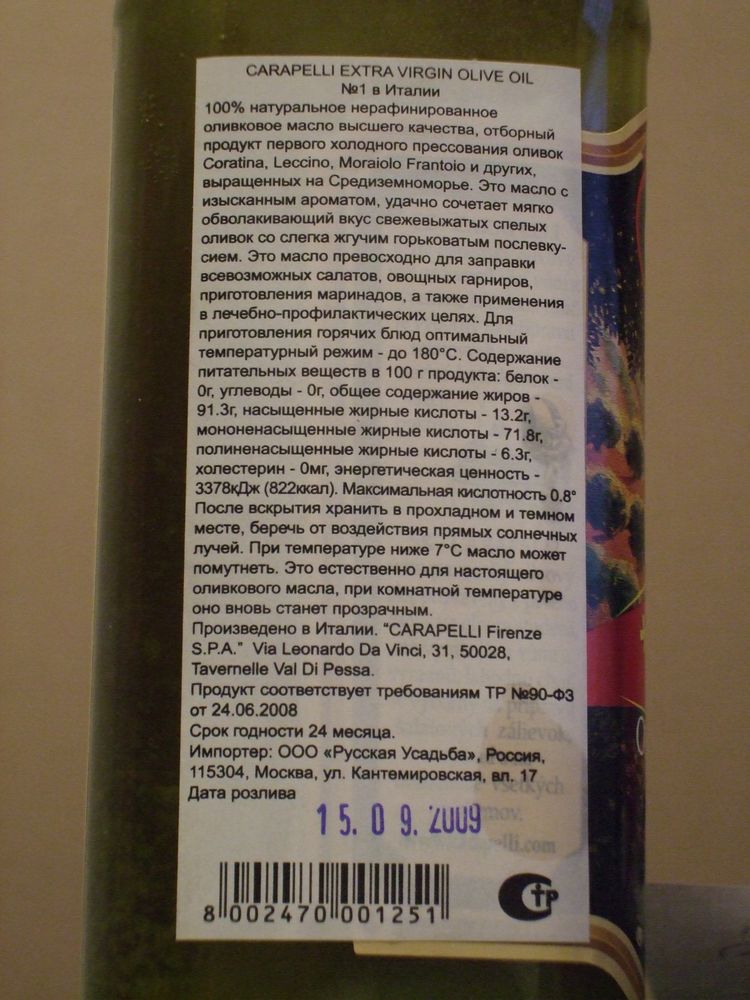 CARAPELLI EXTRA VIRGIN OLIVE OIL
№1 в Италии
100% натуральное нерафинированное
оливковое масло высшего качества, отборный
продукт первого холодного прессования оливок
Coratina, Leccino, Moraiolo Frantoio и других,
выращенных на Средиземноморье. Это масло с
изысканным ароматом, удачно сочетает мягко
обволакивающий вкус свежевыжатых спелых
оливок со слегка жгучим горьковатым послевку-
сием. Это масло превосходно для заправки
всевозможных салатов, овощных гарниров,
приготовления маринадов, а также применения
в лечебно-профилактических целях. Для
приготовления горячих блюд оптимальный
температурный режим - до 180°С. Содержание
питательных веществ в 100 г продукта: белок -
0г, углеводы - 0г, общее содержание жиров -
91.3г, насыщенные жирные кислоты - 13.2г,
мононенасыщенные жирные кислоты - 71.8г,
полиненасыщенные жирные кислоты - 6.3г,
холестерин - 0мг, энергетическая ценность -
3378кДж (822ккал). Максимальная кислотность 0.8°
После вскрытия хранить в прохладном и темном
месте, беречь от воздействия прямых солнечных
лучей. При температуре ниже 7°С масло может
помутнеть. Это естественно для настоящего
оливкового масла, при комнатной температуре
оно вновь станет прозрачным.
Произведено в Италии. "CARAPELLI Firenze
S.P.A." Via Leonardo Da Vinci, 31, 50028,
Tavernelle Val Di Pessa.
Продукт соответствует требованиям ТР №90-ФЗ
от 24.06.2008
Срок годности 24 месяца.
Импортер: ООО «Русская Усадьба», Россия,
115304, Москва, ул. Кантемировская, вл. 17
Дата розлива
15.09.2009
8 002470 001251